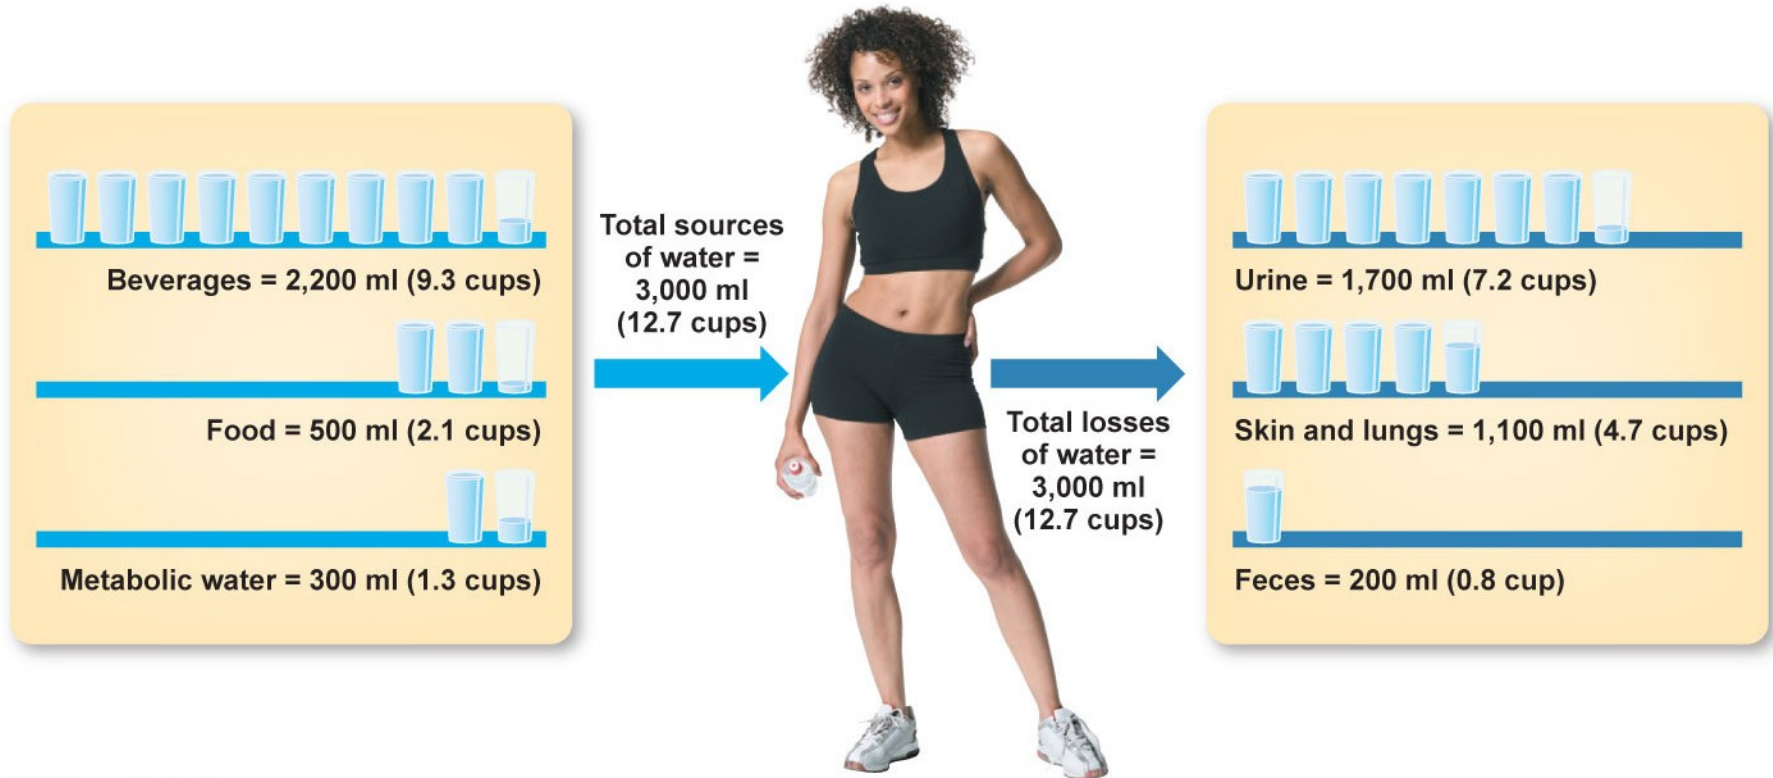 Beverages = 2,200 ml (9.3 cups)
Food = 500 ml (2.1 cups)
Metabolic water = 300 ml (1.3 cups)
Total sources
of water =
3,000 ml
(12.7 cups)
Total losses
of water =
3,000 ml
(12.7 cups)
Urine = 1,700 ml (7.2 cups)
Skin and lungs = 1,100 ml (4.7 cups)
Feces = 200 ml (0.8 cup)